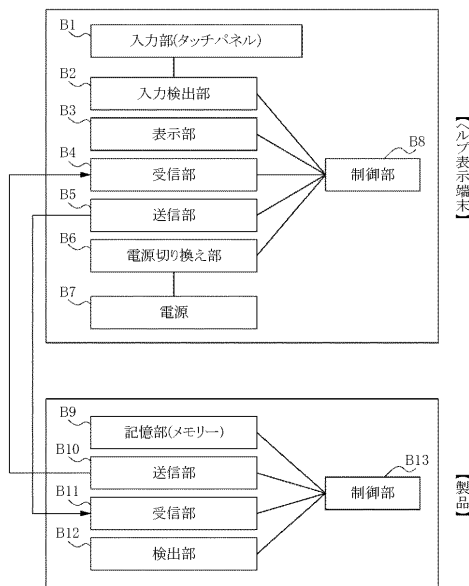 B1
入力部(タッチパネル)
B2
入力検出部
B3
表示部
B4
受信部
B5
送信部
B6
電源切り換え部
B7
電源
B8
制御部
【ヘルプ表示端末】
B9
記憶部(メモリー)
B10
送信部
B11
受信部
B12
検出部
B13
制御部
【製品】